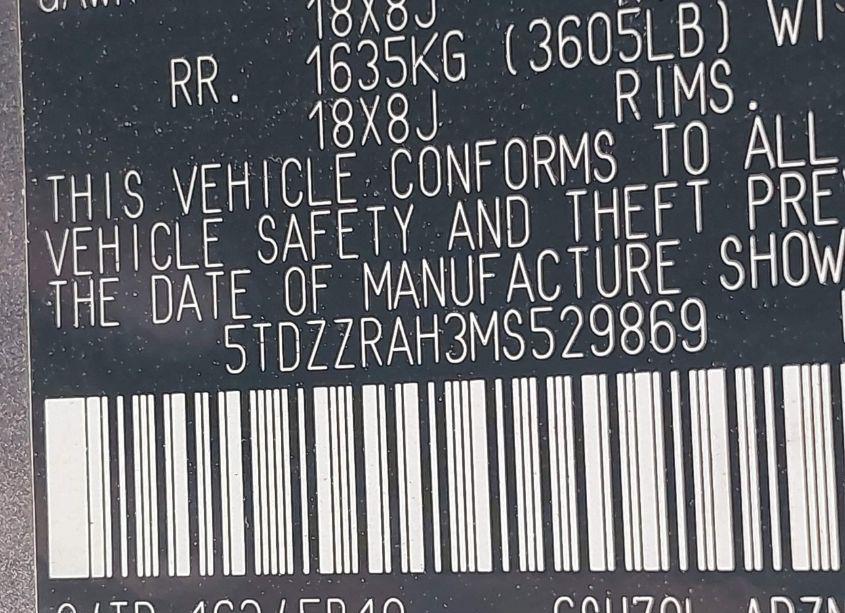 18X8J
RR. 1635KG (3605LB)
18X8J RIMS.
THIS VEHICLE CONFORMS TO ALL
VEHICLE SAFETY AND THEFT
THE DATE OF MANUFACTURE
5TDZZRAH3MS529869